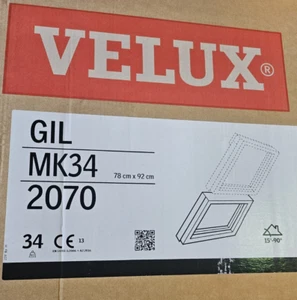 VELUX®
GIL
MK34
78 cm x 92 cm
2070
34 CE 13
15°-90°